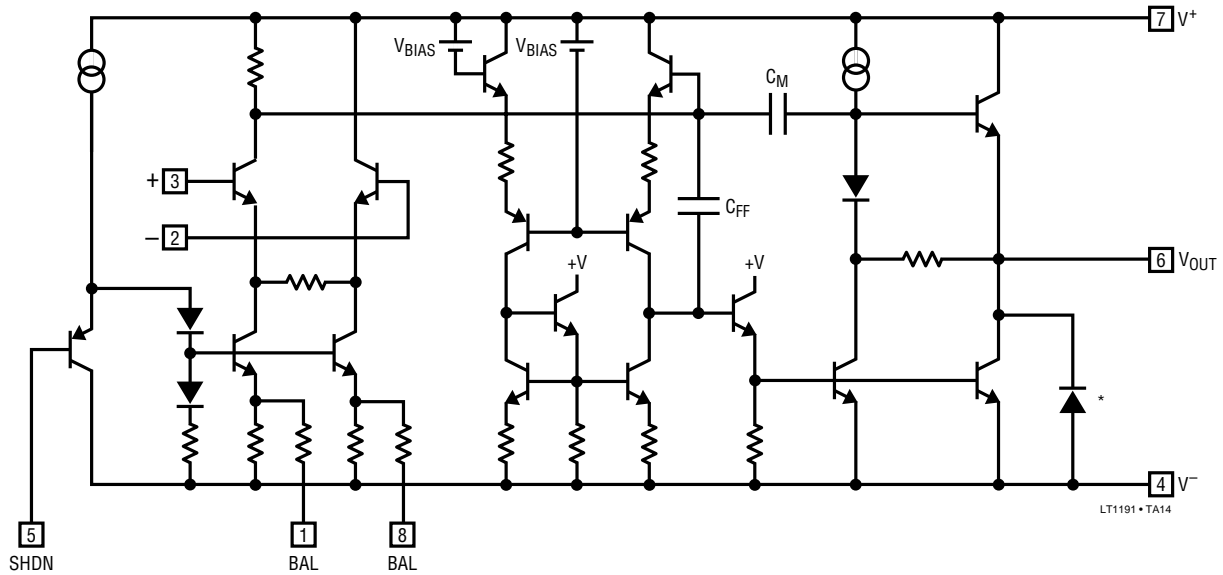 7 V+
VBIAS
VBIAS
CM
+ 3
CFF
− 2
+V
+V
6 VOUT
*
4 V−
LT1191 • TA14
5
SHDN
1
BAL
8
BAL